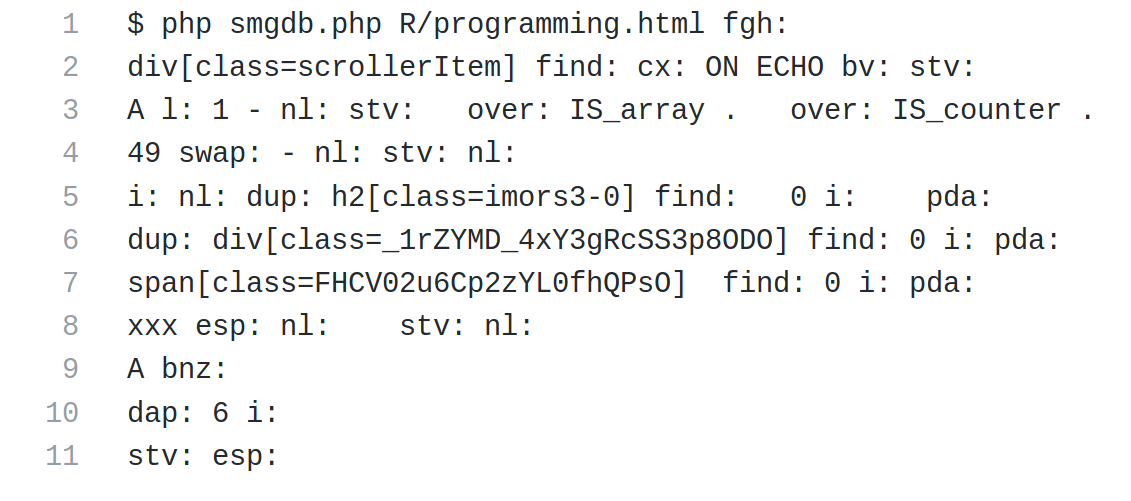 1 $ php smgdb.php R/programming.html fgh:
2 div[class=scrollerItem] find: cx: ON ECHO bv: stv:
3 A l: 1 - nl: stv:   over: IS_array .   over: IS_counter .
4 49 swap: - nl: stv: nl:
5 i: nl: dup: h2[class=imors3-0] find:   0 i:    pda:
6 dup: div[class=_1rZYMD_4xY3gRcSS3p8ODO] find: 0 i: pda:
7 span[class=FHCV02u6Cp2zYL0fhQPsO]  find: 0 i: pda:
8 xxx esp: nl:    stv: nl:
9 A bnz:
10 dap: 6 i:
11 stv: esp: